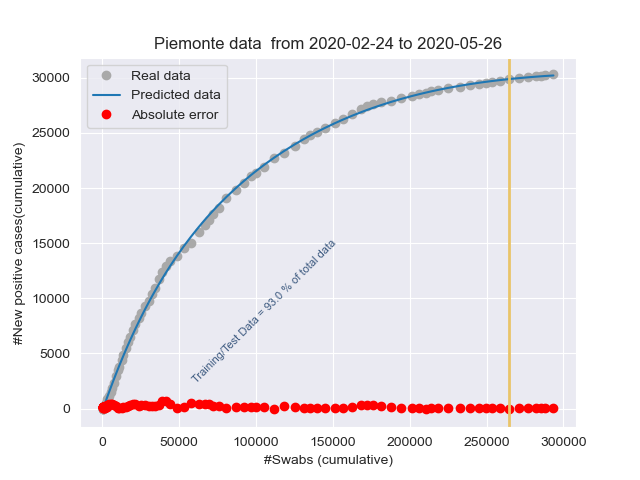 Piemonte data  from 2020-02-24 to 2020-05-26
Real data
Predicted data
Absolute error
#New positive cases(cumulative)
30000
25000
20000
15000
10000
5000
0
Training/Test Data = 93.0 % of total data
0
50000
100000
150000
200000
250000
300000
#Swabs (cumulative)